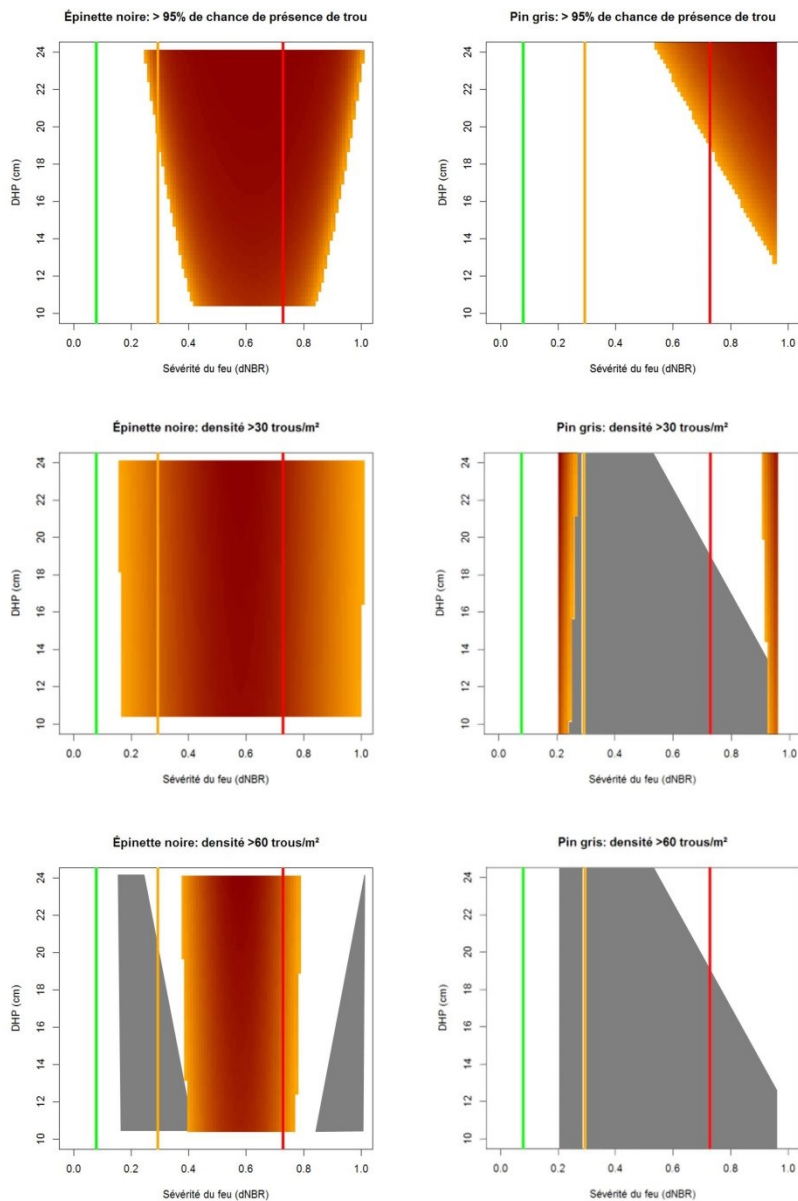 Épinette noire: > 95% de chance de présence de trou
DHP (cm)
24
22
20
18
16
14
12
10
0.0 0.2 0.4 0.6 0.8 1.0
Sévérité du feu (dNBR)
Pin gris: > 95% de chance de présence de trou
DHP (cm)
24
22
20
18
16
14
12
10
0.0 0.2 0.4 0.6 0.8 1.0
Sévérité du feu (dNBR)
Épinette noire: densité >30 trous/m²
DHP (cm)
24
22
20
18
16
14
12
10
0.0 0.2 0.4 0.6 0.8 1.0
Sévérité du feu (dNBR)
Pin gris: densité >30 trous/m²
DHP (cm)
24
22
20
18
16
14
12
10
0.0 0.2 0.4 0.6 0.8 1.0
Sévérité du feu (dNBR)
Épinette noire: densité >60 trous/m²
DHP (cm)
24
22
20
18
16
14
12
10
0.0 0.2 0.4 0.6 0.8 1.0
Sévérité du feu (dNBR)
Pin gris: densité >60 trous/m²
DHP (cm)
24
22
20
18
16
14
12
10
0.0 0.2 0.4 0.6 0.8 1.0
Sévérité du feu (dNBR)